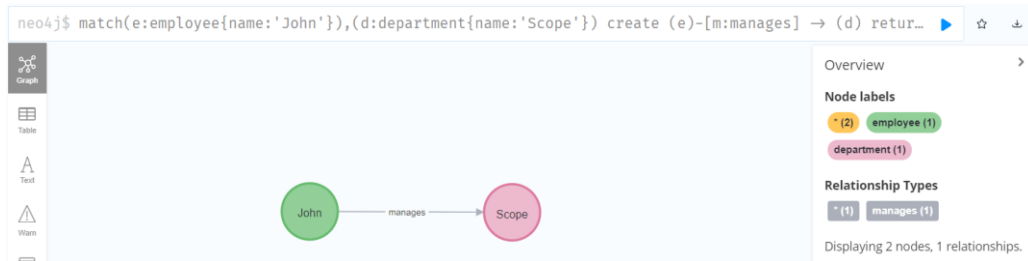 neo4j$ match(e:employee{name:'John'}),(d:department{name:'Scope'}) create (e)-[m:manages] → (d) retur…
Graph
Table
Text
Warn
John
manages
Scope
Overview
Node labels
* (2) employee (1)
department (1)
Relationship Types
* (1) manages (1)
Displaying 2 nodes, 1 relationships.